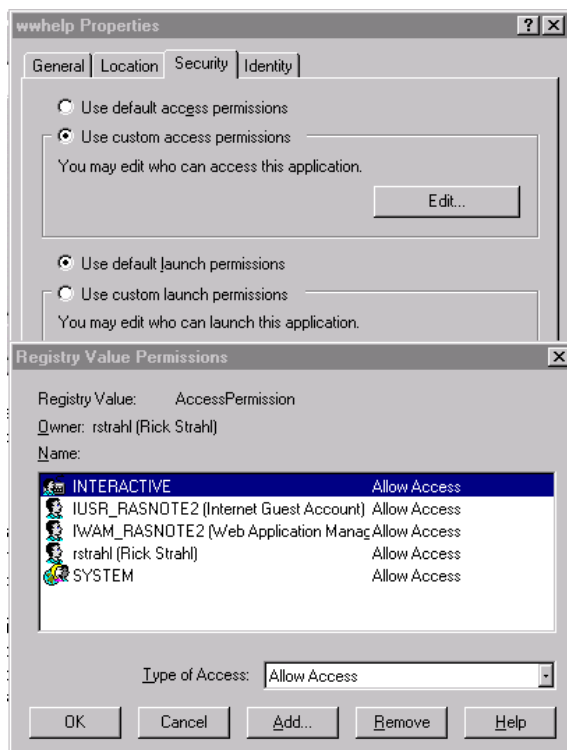 wwhelp Properties
General Location Security Identity
Use default access permissions
Use custom access permissions
You may edit who can access this application.
Edit...
Use default launch permissions
Use custom launch permissions
You may edit who can launch this application.
Registry Value Permissions
Registry Value: AccessPermission
Owner: rstrahl (Rick Strahl)
Name:
INTERACTIVE Allow Access
IUSR_RASNOTE2 (Internet Guest Account) Allow Access
IWAM_RASNOTE2 (Web Application Manag Allow Access
rstrahl (Rick Strahl) Allow Access
SYSTEM Allow Access
Type of Access: Allow Access
OK Cancel Add... Remove Help